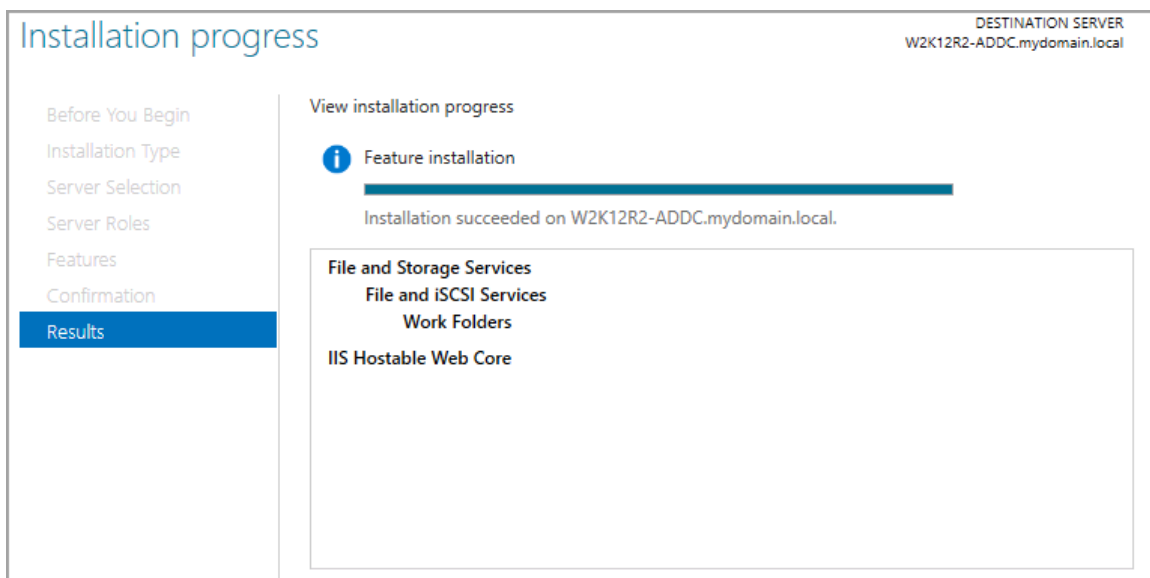 Installation progress
DESTINATION SERVER
W2K12R2-ADDC.mydomain.local
Before You Begin
Installation Type
Server Selection
Server Roles
Features
Confirmation
Results
View installation progress
Feature installation
Installation succeeded on W2K12R2-ADDC.mydomain.local.
File and Storage Services
File and iSCSI Services
Work Folders
IIS Hostable Web Core